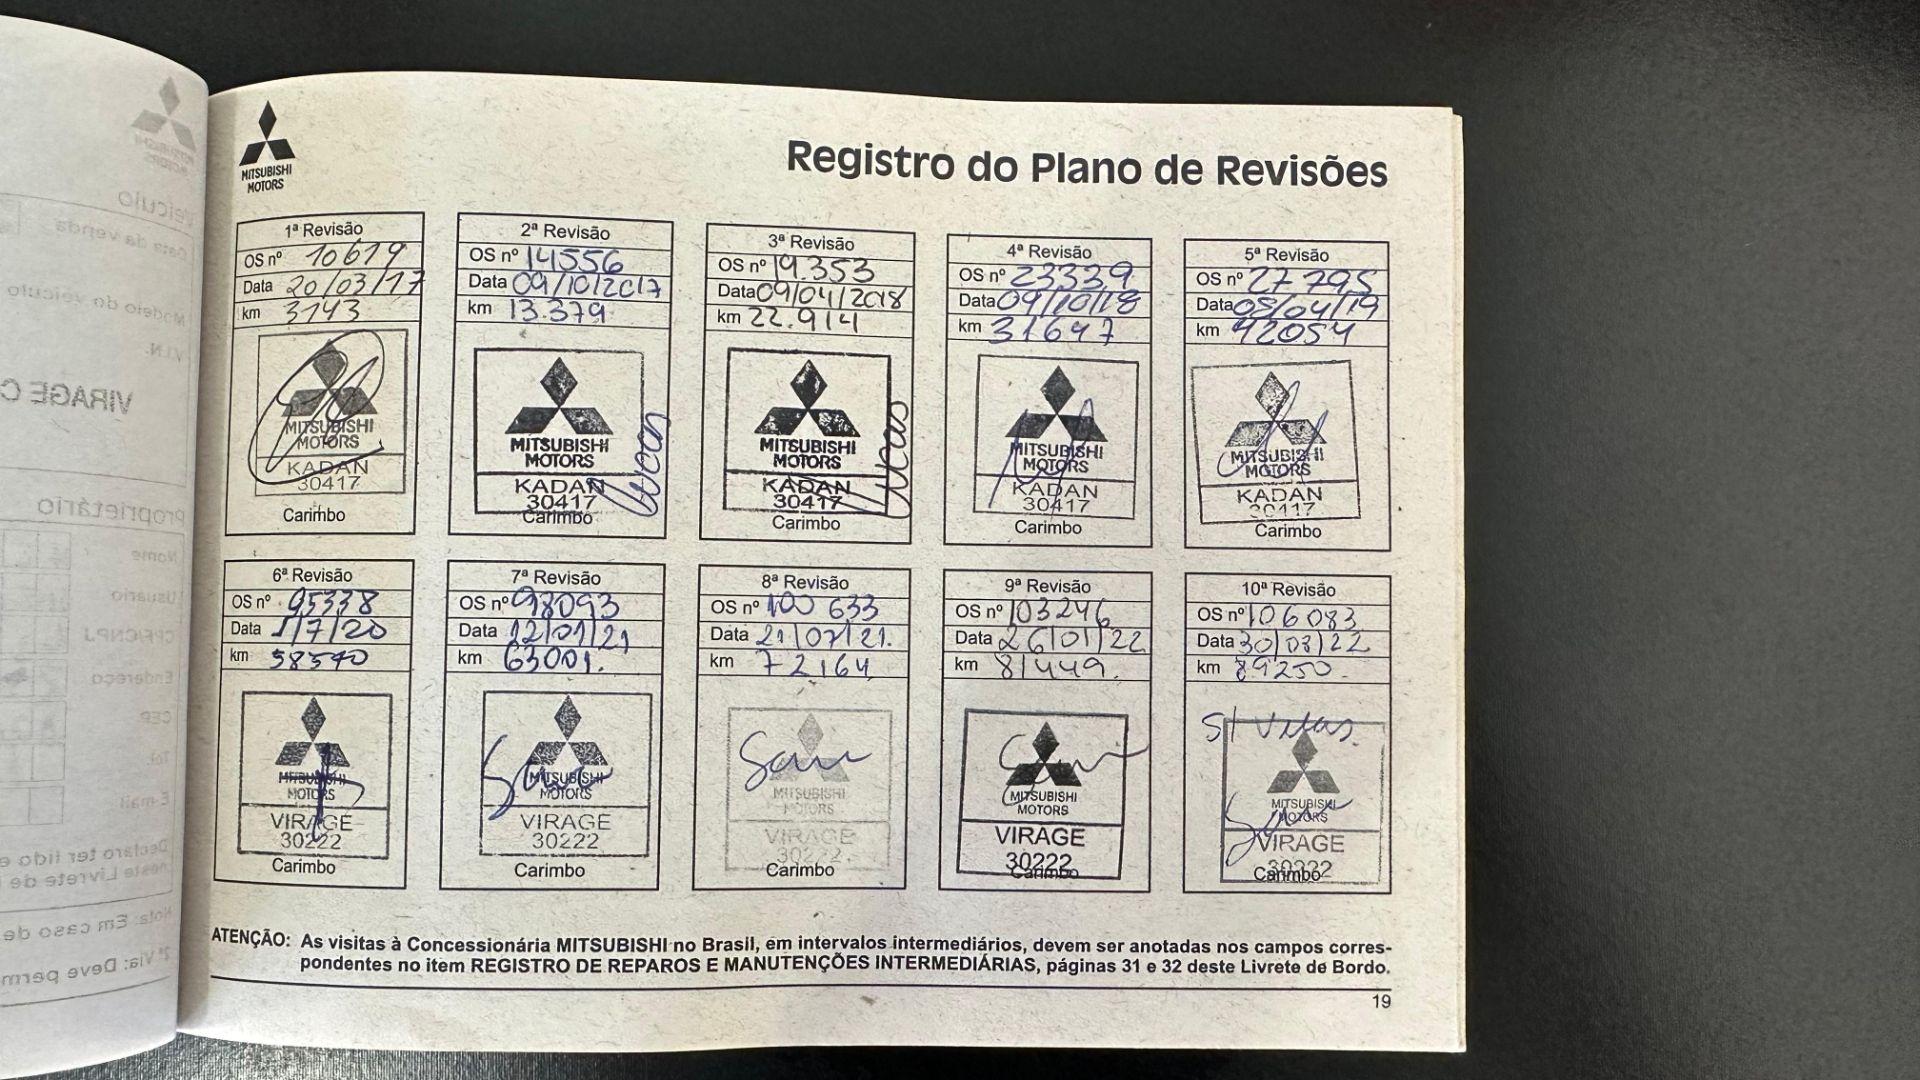 MITSUBISHI
MOTORS
Registro do Plano de Revisões
1ª Revisão
OS nº 10619
Data 20/03/17
km 3143
MITSUBISHI
MOTORS
KADAN
30417
Carimbo
2ª Revisão
OS nº 14556
Data 09/10/2017
km 13.379
MITSUBISHI
MOTORS
KADAN
30417
Carimbo
Lucas
3ª Revisão
OS nº 19.353
Data 09/04/2018
km 22.914
MITSUBISHI
MOTORS
KADAN
30417
Carimbo
Lucas
4ª Revisão
OS nº 23339
Data 09/10/18
km 31647
MITSUBISHI
MOTORS
KADAN
30417
Carimbo
5ª Revisão
OS nº 27795
Data 08/04/19
km 42054
MITSUBISHI
MOTORS
KADAN
30417
Carimbo
6ª Revisão
OS nº 95338
Data 1/7/20
km 58540
MITSUBISHI
MOTORS
VIRAGE
30222
Carimbo
7ª Revisão
OS nº 98093
Data 12/01/21
km 63001.
MITSUBISHI
MOTORS
VIRAGE
30222
Carimbo
8ª Revisão
OS nº 100 633
Data 21/07/21.
km 72164
MITSUBISHI
MOTORS
VIRAGE
30222
Carimbo
9ª Revisão
OS nº 103246
Data 26/01/22
km 81449.
MITSUBISHI
MOTORS
VIRAGE
30222
Carimbo
10ª Revisão
OS nº 106083
Data 30/03/22
km 89250.
S/ Velas.
MITSUBISHI
MOTORS
VIRAGE
30222
Carimbo
ATENÇÃO: As visitas à Concessionária MITSUBISHI no Brasil, em intervalos intermediários, devem ser anotadas nos campos corres-
pondentes no item REGISTRO DE REPAROS E MANUTENÇÕES INTERMEDIÁRIAS, páginas 31 e 32 deste Livrete de Bordo.
19